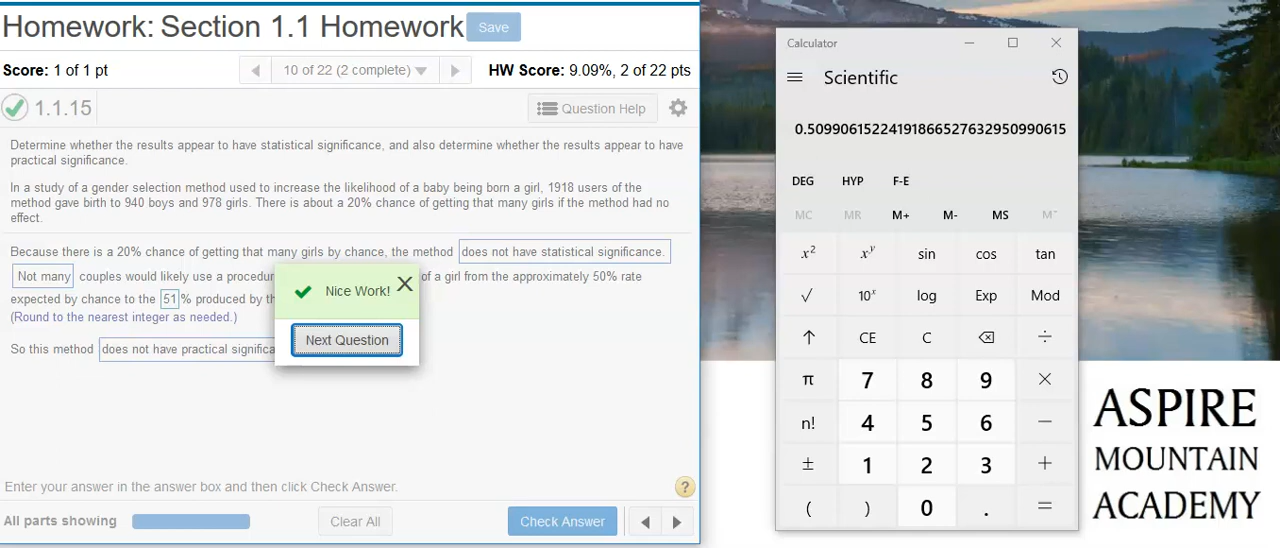 Homework: Section 1.1 Homework
Save
Score: 1 of 1 pt
10 of 22 (2 complete)
HW Score: 9.09%, 2 of 22 pts
1.1.15
Question Help
Determine whether the results appear to have statistical significance, and also determine whether the results appear to have
practical significance.
In a study of a gender selection method used to increase the likelihood of a baby being born a girl, 1918 users of the
method gave birth to 940 boys and 978 girls. There is about a 20% chance of getting that many girls if the method had no
effect.
Because there is a 20% chance of getting that many girls by chance, the method does not have statistical significance.
Not many couples would likely use a procedur of a girl from the approximately 50% rate
expected by chance to the 51% produced by th
(Round to the nearest integer as needed.)
So this method does not have practical significa
Nice Work!
Next Question
Enter your answer in the answer box and then click Check Answer.
?
All parts showing
Clear All
Check Answer
Calculator
Scientific
0.50990615224191866527632950990615
DEG HYP F-E
MC MR M+ M- MS M˅
x² xʸ sin cos tan
√ 10ˣ log Exp Mod
↑ CE C ⌫ ÷
π 7 8 9 ×
n! 4 5 6 −
± 1 2 3 +
( ) 0 . =
ASPIRE
MOUNTAIN
ACADEMY